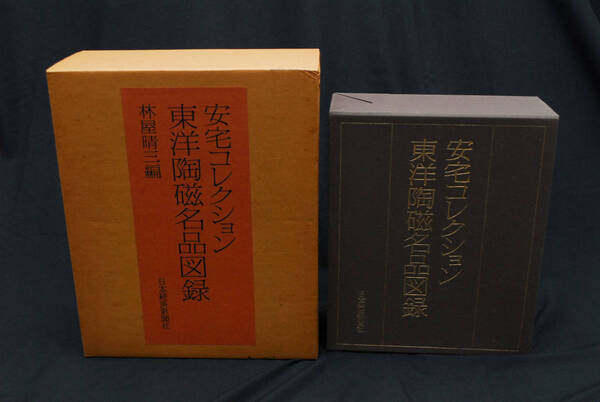 安宅コレクション
東洋陶磁名品図録
林屋晴三編
日本経済新聞社
安宅コレクション
東洋陶磁名品図録